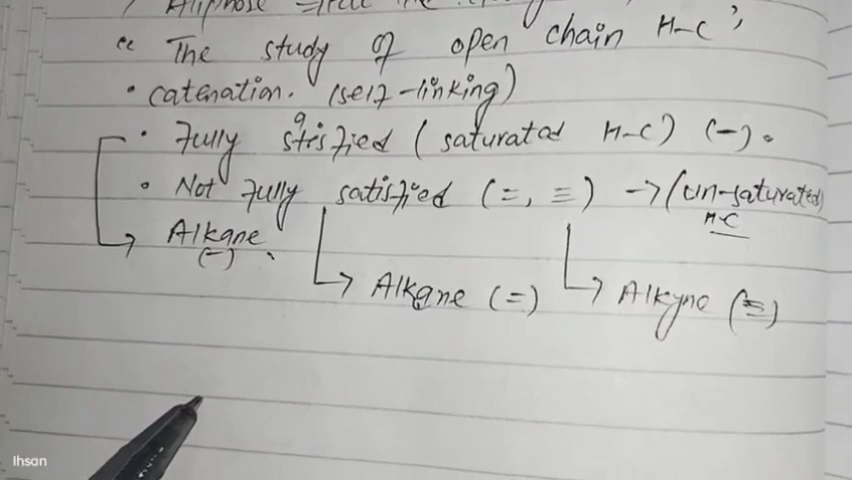 " The study of open chain H-C "
• catenation. (self-linking)
• Fully satisfied (saturated H-C) (-).
• Not fully satisfied (=, ≡) → (un-saturated H-C
→ Alkane (-)
→ Alkane (=)
→ Alkyne (≡)
Ihsan